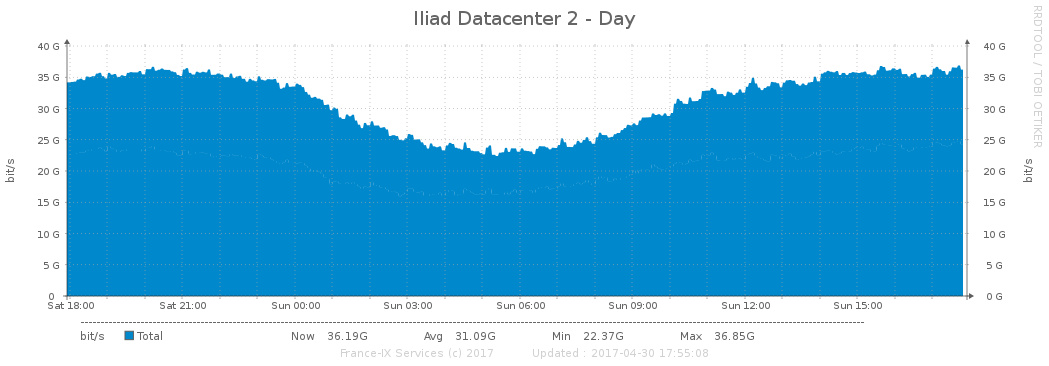 Iliad Datacenter 2 - Day
RRDTOOL / TOBI OETIKER
bit/s
40 G 40 G
35 G 35 G
30 G 30 G
25 G 25 G
20 G 20 G
15 G 15 G
10 G 10 G
5 G 5 G
0 0 G
bit/s
Sat 18:00 Sat 21:00 Sun 00:00 Sun 03:00 Sun 06:00 Sun 09:00 Sun 12:00 Sun 15:00
bit/s Total Now 36.19G Avg 31.09G Min 22.37G Max 36.85G
France-IX Services (c) 2017 Updated : 2017-04-30 17:55:08